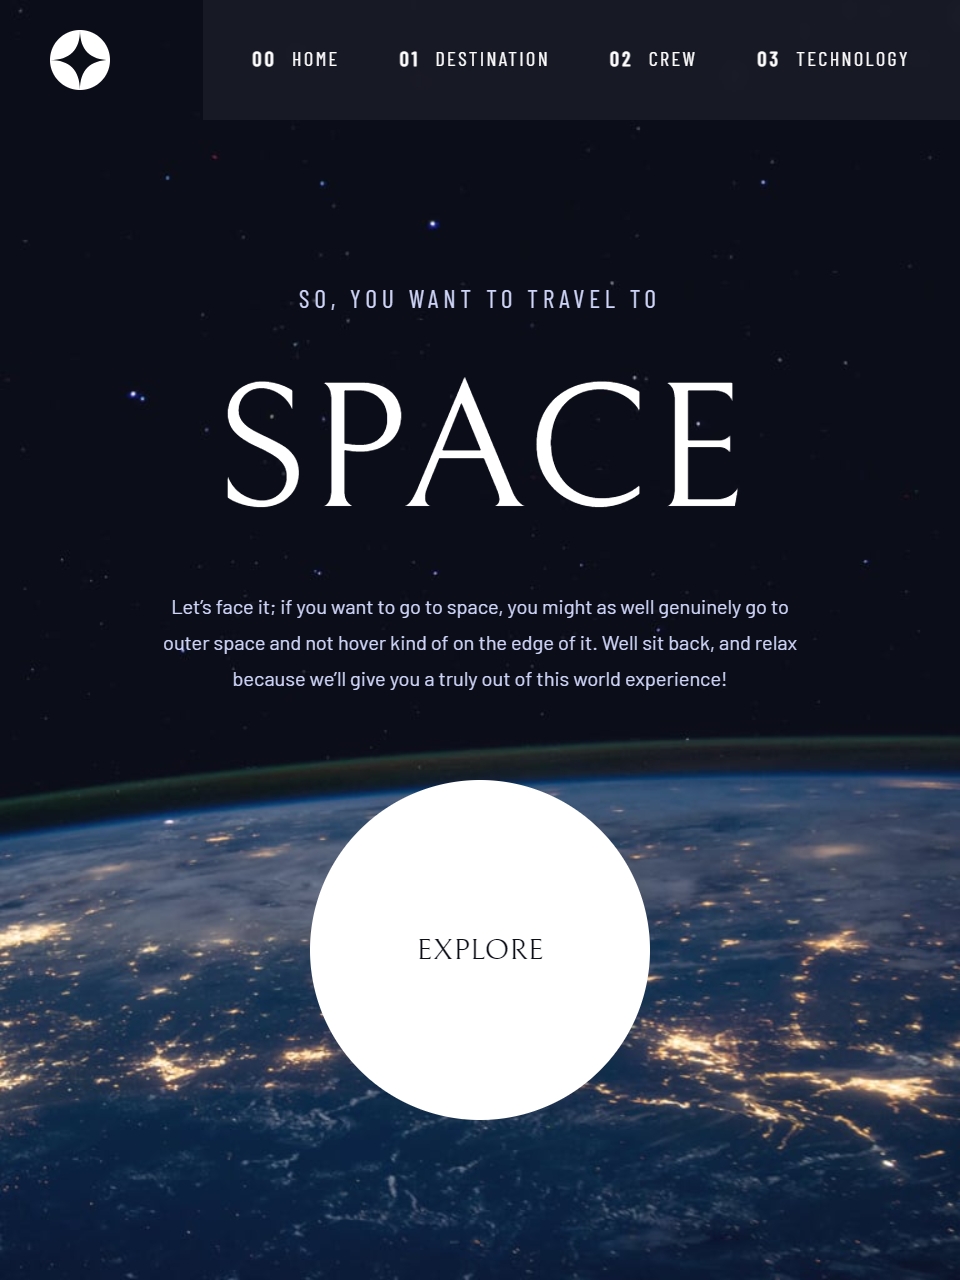 00 HOME 01 DESTINATION 02 CREW 03 TECHNOLOGY
SO, YOU WANT TO TRAVEL TO
SPACE
Let’s face it; if you want to go to space, you might as well genuinely go to
outer space and not hover kind of on the edge of it. Well sit back, and relax
because we’ll give you a truly out of this world experience!
EXPLORE